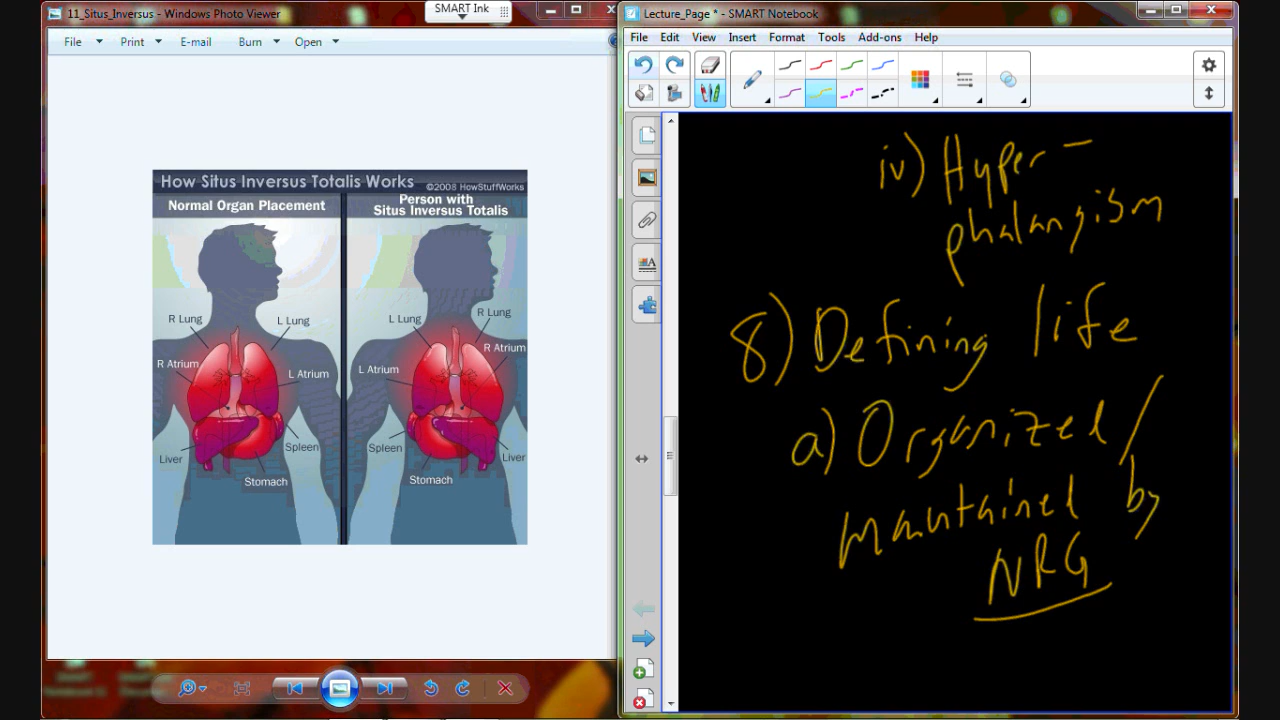 11_Situs_Inversus - Windows Photo Viewer
SMART Ink
File Print E-mail Burn Open
How Situs Inversus Totalis Works
©2008 HowStuffWorks
Normal Organ Placement
Person with
Situs Inversus Totalis
R Lung
L Lung
R Atrium
L Atrium
Spleen
Liver
Stomach
L Lung
R Lung
R Atrium
L Atrium
Spleen
Liver
Stomach
Lecture_Page * - SMART Notebook
File Edit View Insert Format Tools Add-ons Help
iv) Hyper-
phalangism
8) Defining life
a) Organized/
maintained by
NRG